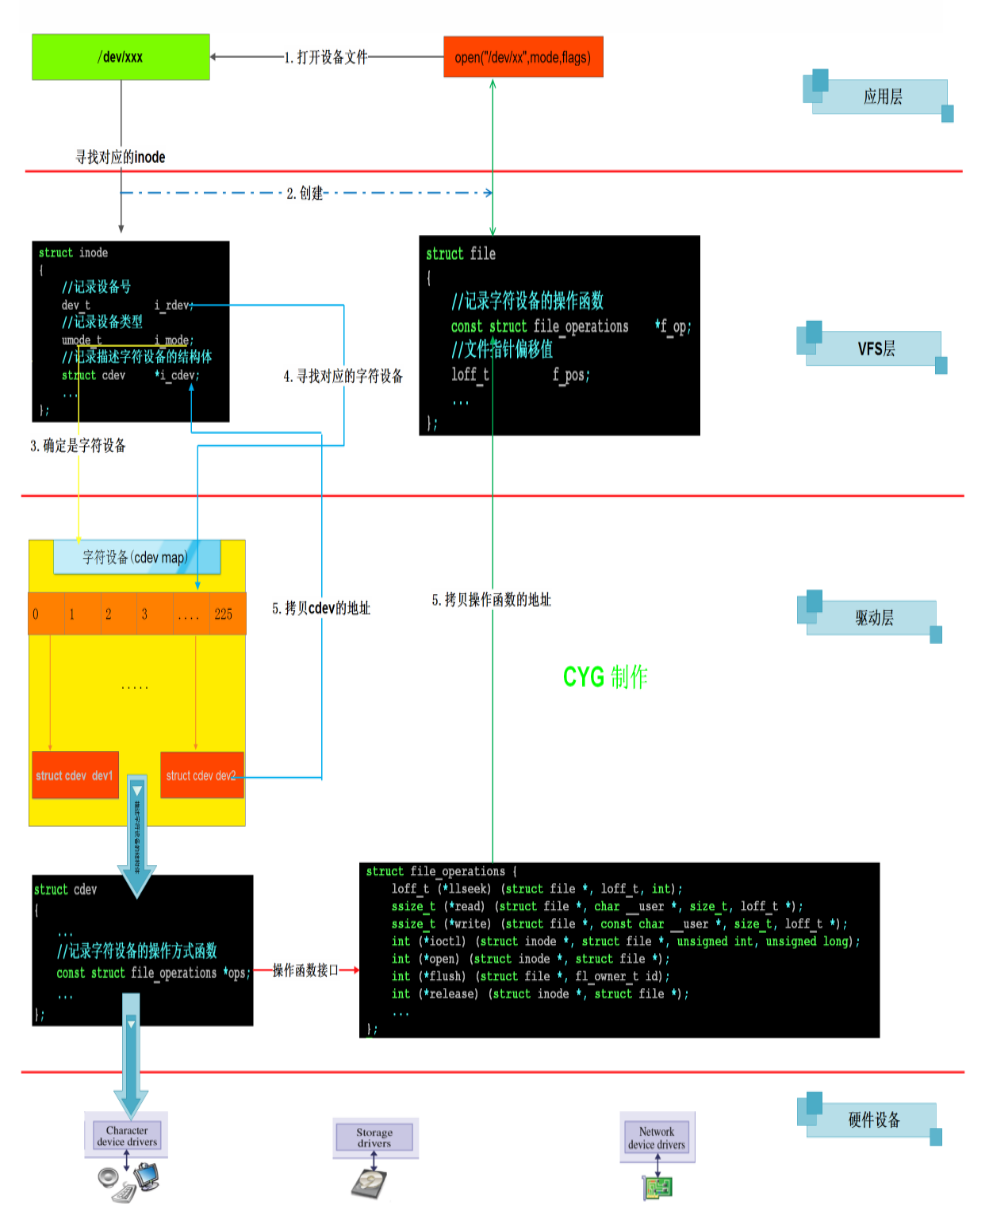 /dev/xxx
1.打开设备文件
open("/dev/xx",mode,flags)
应用层
寻找对应的inode
2.创建
struct inode
{
//记录设备号
dev_t i_rdev;
//记录设备类型
umode_t i_mode;
//记录描述字符设备的结构体
struct cdev *i_cdev;
...
};
struct file
{
//记录字符设备的操作函数
const struct file_operations *f_op;
//文件指针偏移值
loff_t f_pos;
...
};
VFS层
4.寻找对应的字符设备
3.确定是字符设备
字符设备(cdev map)
0 1 2 3 .... 225
.....
struct cdev dev1
struct cdev dev2
5.拷贝cdev的地址
5.拷贝操作函数的地址
驱动层
CYG 制作
struct cdev
{
...
//记录字符设备的操作方式函数
const struct file_operations *ops;
...
};
操作函数接口
struct file_operations {
loff_t (*llseek) (struct file *, loff_t, int);
ssize_t (*read) (struct file *, char __user *, size_t, loff_t *);
ssize_t (*write) (struct file *, const char __user *, size_t, loff_t *);
int (*ioctl) (struct inode *, struct file *, unsigned int, unsigned long);
int (*open) (struct inode *, struct file *);
int (*flush) (struct file *, fl_owner_t id);
int (*release) (struct inode *, struct file *);
...
};
硬件设备
Character
device drivers
Storage
drivers
Network
device drivers